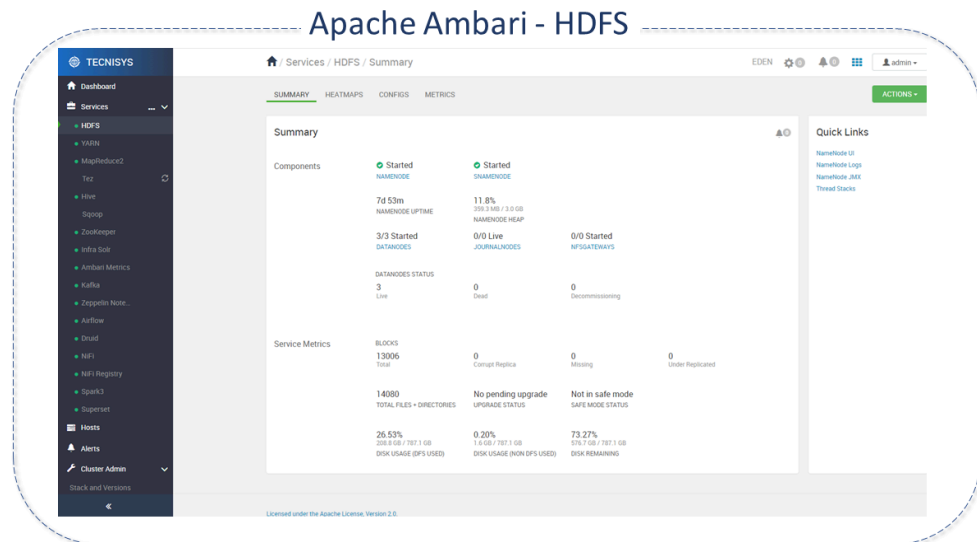 Apache Ambari - HDFS
TECNISYS
/ Services / HDFS / Summary
EDEN
0
0
admin
Dashboard
Services
...
HDFS
YARN
MapReduce2
Tez
Hive
Sqoop
ZooKeeper
Infra Solr
Ambari Metrics
Kafka
Zeppelin Note..
Airflow
Druid
NiFi
NiFi Registry
Spark3
Superset
Hosts
Alerts
Cluster Admin
Stack and Versions
«
SUMMARY HEATMAPS CONFIGS METRICS
ACTIONS
Summary
0
Components
Started
NAMENODE
Started
SNAMENODE
7d 53m
NAMENODE UPTIME
11.8%
359.3 MB / 3.0 GB
NAMENODE HEAP
3/3 Started
DATANODES
0/0 Live
JOURNALNODES
0/0 Started
NFSGATEWAYS
DATANODES STATUS
3
Live
0
Dead
0
Decommissioning
Service Metrics
BLOCKS
13006
Total
0
Corrupt Replica
0
Missing
0
Under Replicated
14080
TOTAL FILES + DIRECTORIES
No pending upgrade
UPGRADE STATUS
Not in safe mode
SAFE MODE STATUS
26.53%
208.8 GB / 787.1 GB
DISK USAGE (DFS USED)
0.20%
1.6 GB / 787.1 GB
DISK USAGE (NON DFS USED)
73.27%
576.7 GB / 787.1 GB
DISK REMAINING
Quick Links
NameNode UI
NameNode Logs
NameNode JMX
Thread Stacks
Licensed under the Apache License, Version 2.0.